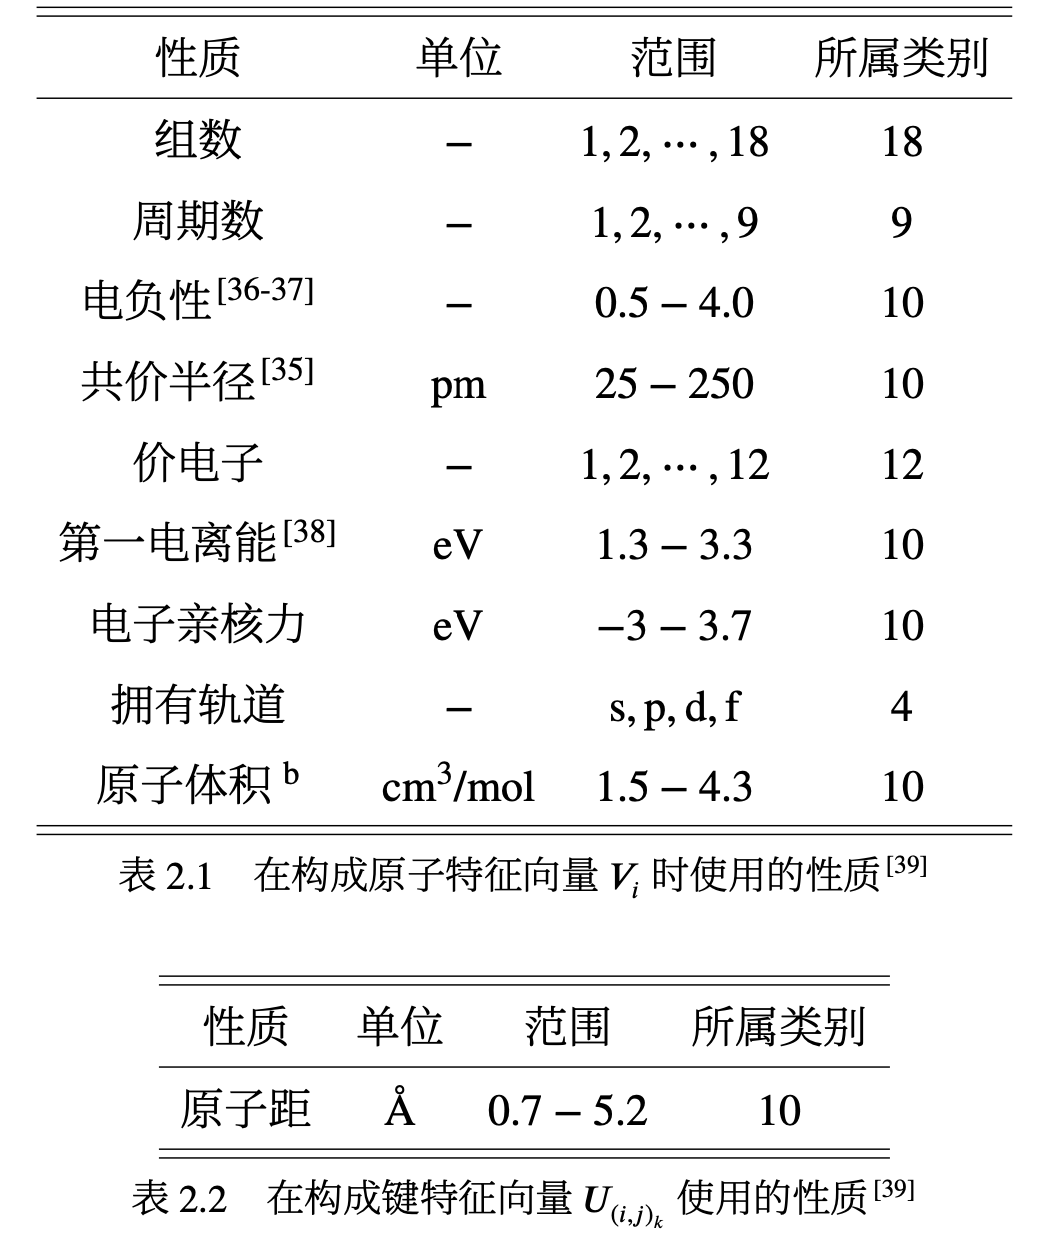 性质 单位 范围 所属类别
组数 – 1, 2, ⋯ , 18 18
周期数 – 1, 2, ⋯ , 9 9
电负性[36-37] – 0.5 – 4.0 10
共价半径[35] pm 25 – 250 10
价电子 – 1, 2, ⋯ , 12 12
第一电离能[38] eV 1.3 – 3.3 10
电子亲核力 eV −3 – 3.7 10
拥有轨道 – s, p, d, f 4
原子体积 b cm³/mol 1.5 – 4.3 10
表 2.1 在构成原子特征向量 Vᵢ 时使用的性质[39]
性质 单位 范围 所属类别
原子距 Å 0.7 – 5.2 10
表 2.2 在构成键特征向量 U(i,j)k 使用的性质[39]